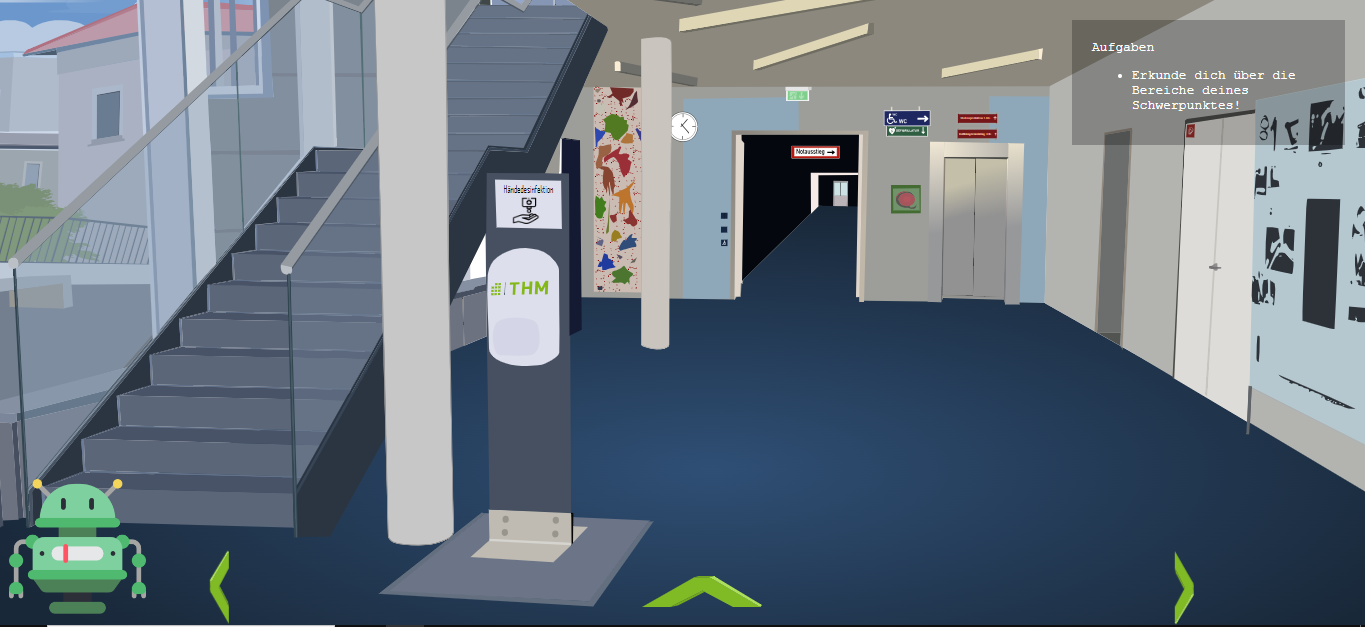 Aufgaben
Erkunde dich über die
Bereiche deines
Schwerpunktes!
WC
Notausstieg
Händedesinfektion
THM